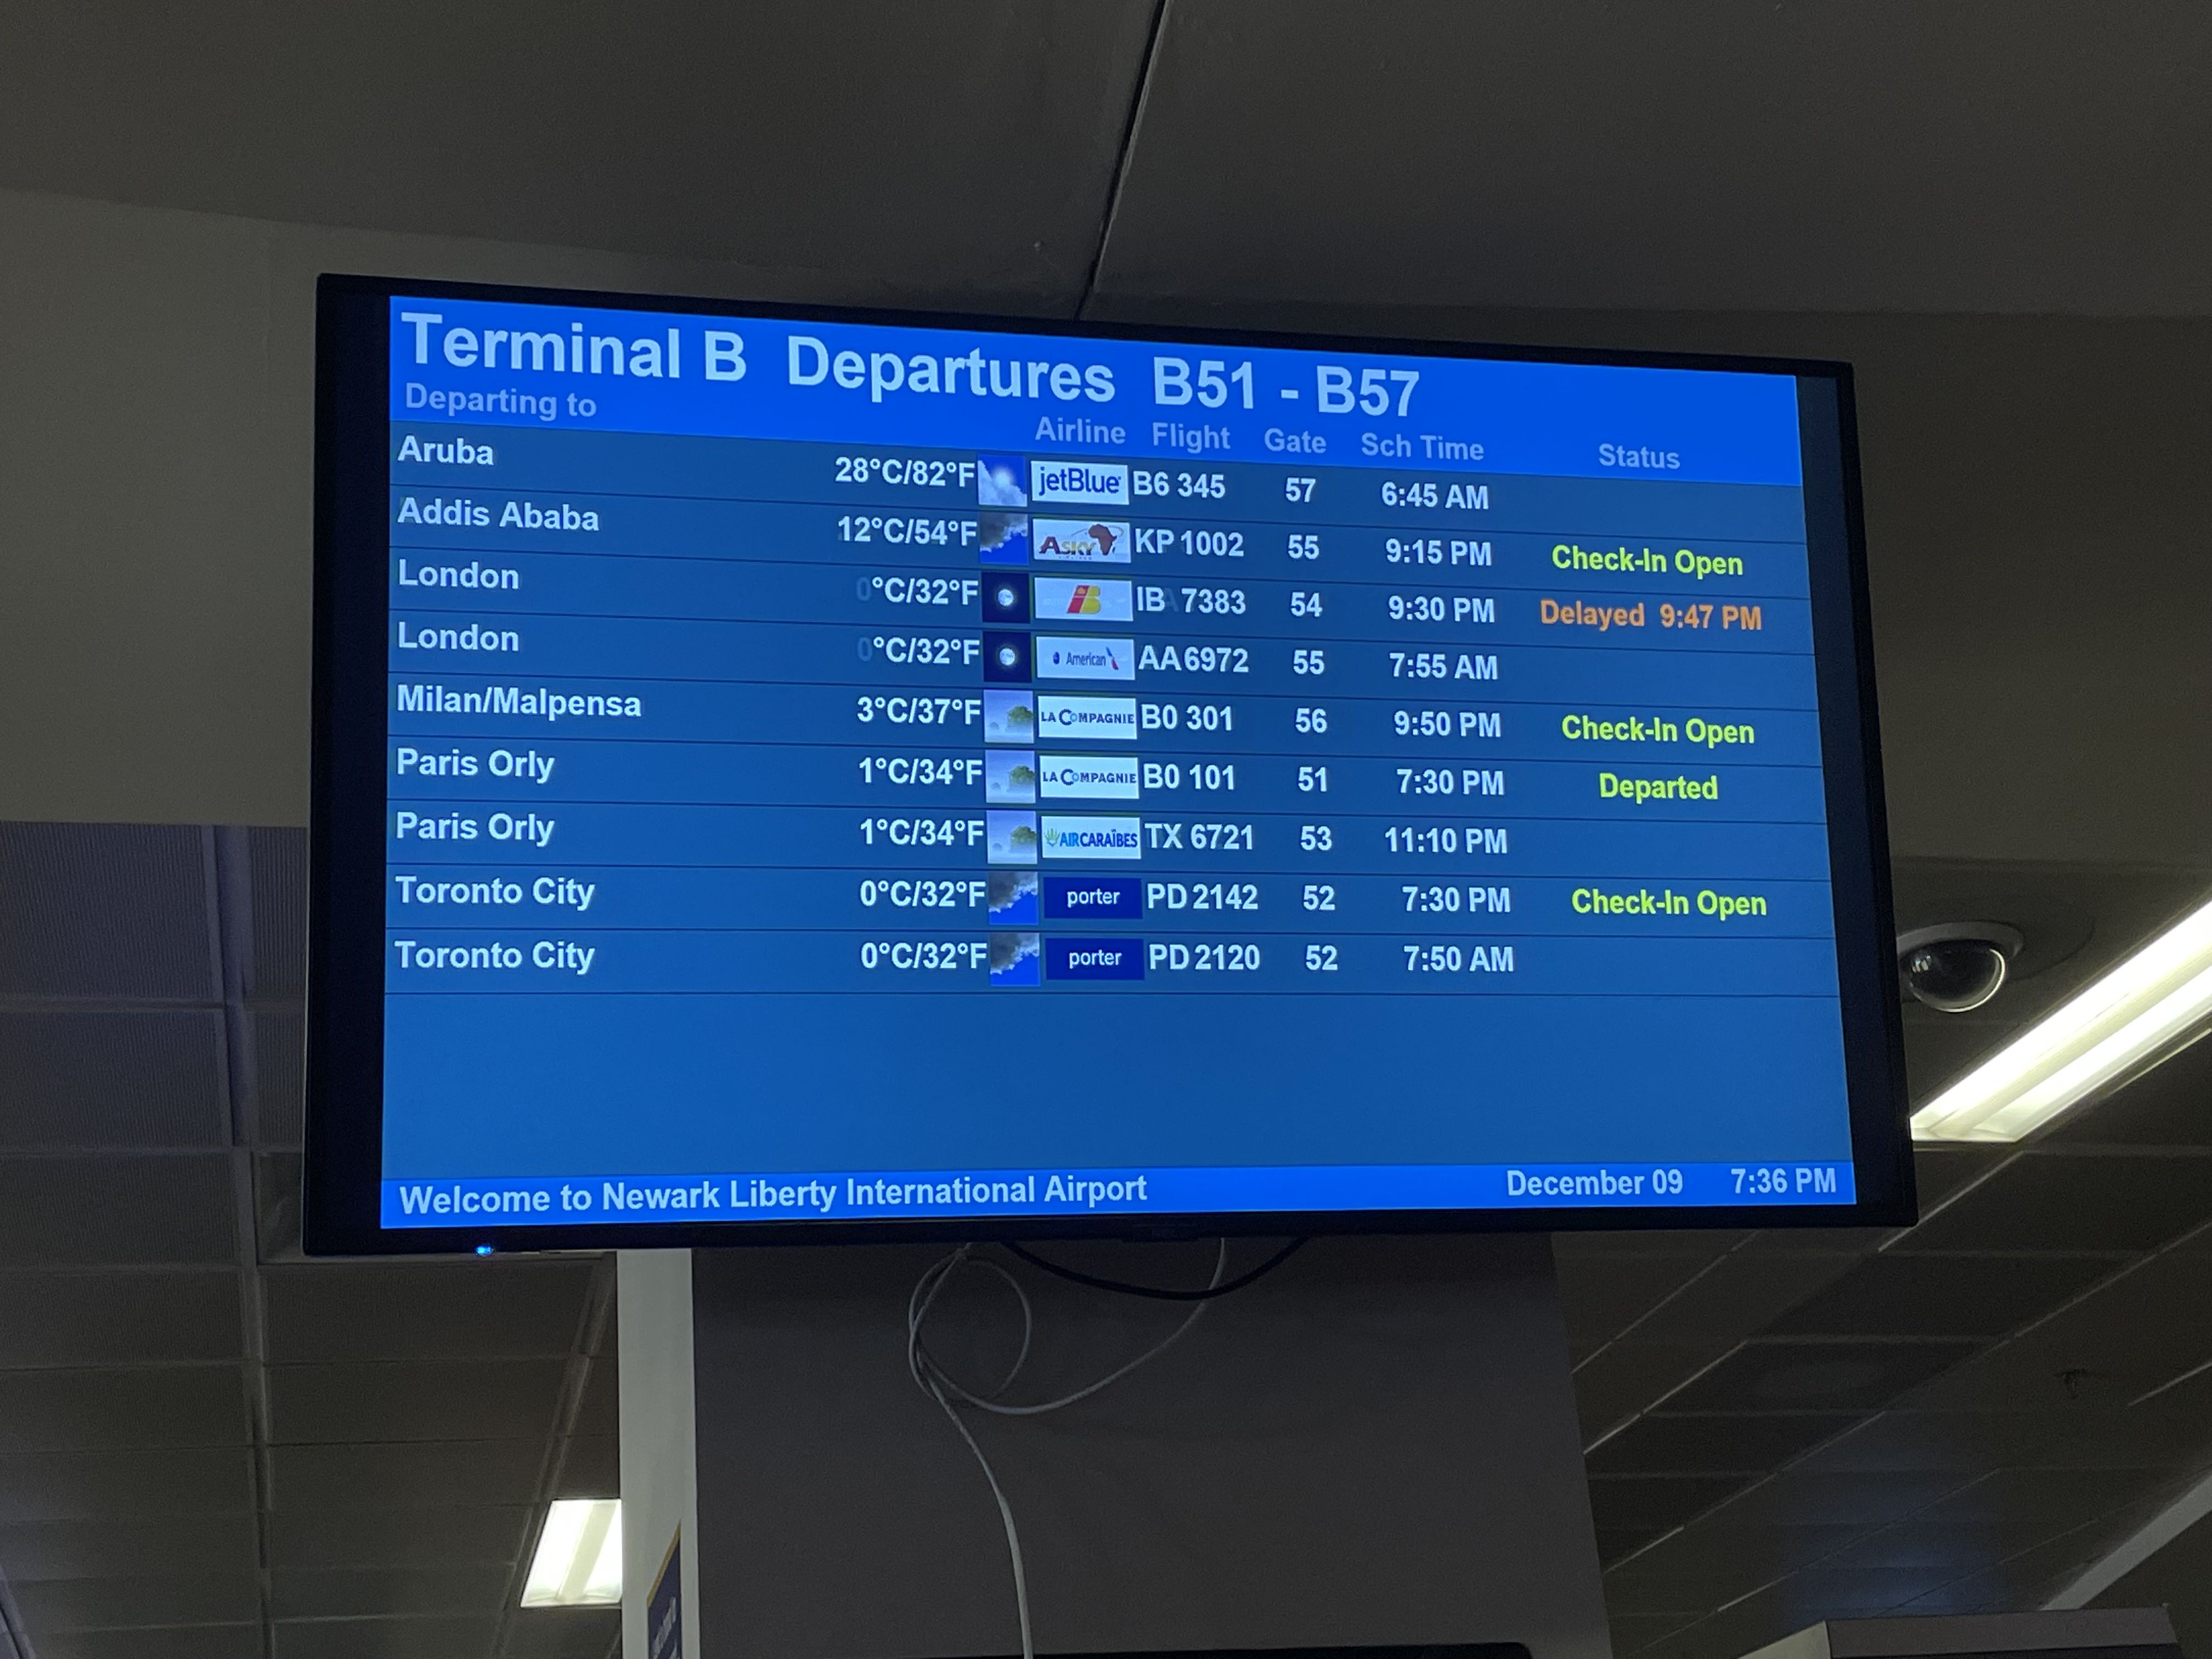 Terminal B Departures B51 - B57
Departing to Airline Flight Gate Sch Time Status
Aruba 28°C/82°F jetBlue B6 345 57 6:45 AM
Addis Ababa 12°C/54°F ASKY KP 1002 55 9:15 PM Check-In Open
London 0°C/32°F IB IB 7383 54 9:30 PM Delayed 9:47 PM
London 0°C/32°F American AA 6972 55 7:55 AM
Milan/Malpensa 3°C/37°F LA COMPAGNIE B0 301 56 9:50 PM Check-In Open
Paris Orly 1°C/34°F LA COMPAGNIE B0 101 51 7:30 PM Departed
Paris Orly 1°C/34°F AIRCARAÏBES TX 6721 53 11:10 PM
Toronto City 0°C/32°F porter PD 2142 52 7:30 PM Check-In Open
Toronto City 0°C/32°F porter PD 2120 52 7:50 AM
Welcome to Newark Liberty International Airport December 09 7:36 PM